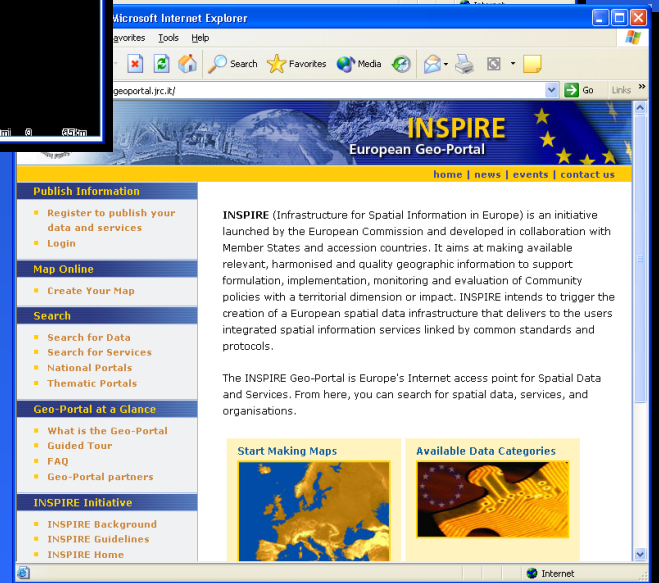 Microsoft Internet Explorer
Tools Help
Search Favorites Media
geoportal.jrc.it/ Go Links »
mi 0 65km
INSPIRE
European Geo-Portal
home | news | events | contact us
Publish Information
Register to publish your
data and services
Login
Map Online
Create Your Map
Search
Search for Data
Search for Services
National Portals
Thematic Portals
Geo-Portal at a Glance
What is the Geo-Portal
Guided Tour
FAQ
Geo-Portal partners
INSPIRE Initiative
INSPIRE Background
INSPIRE Guidelines
INSPIRE Home
INSPIRE (Infrastructure for Spatial Information in Europe) is an initiative
launched by the European Commission and developed in collaboration with
Member States and accession countries. It aims at making available
relevant, harmonised and quality geographic information to support
formulation, implementation, monitoring and evaluation of Community
policies with a territorial dimension or impact. INSPIRE intends to trigger the
creation of a European spatial data infrastructure that delivers to the users
integrated spatial information services linked by common standards and
protocols.
The INSPIRE Geo-Portal is Europe's Internet access point for Spatial Data
and Services. From here, you can search for spatial data, services, and
organisations.
Start Making Maps
Available Data Categories
Internet